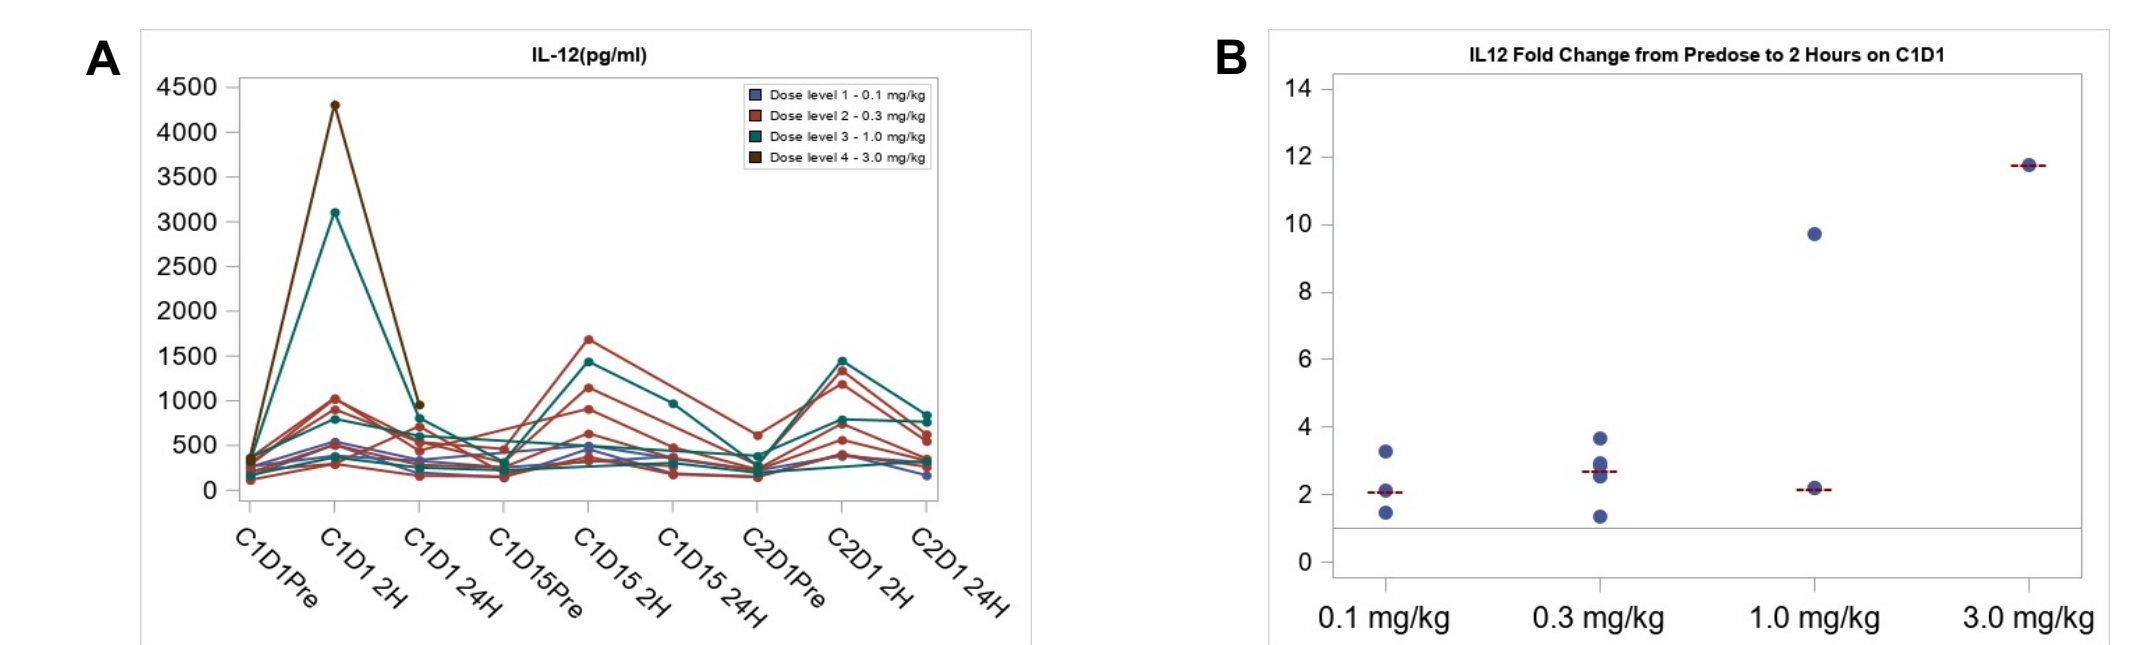 A
IL-12(pg/ml)
4500
4000
3500
3000
2500
2000
1500
1000
500
0
Dose level 1 - 0.1 mg/kg
Dose level 2 - 0.3 mg/kg
Dose level 3 - 1.0 mg/kg
Dose level 4 - 3.0 mg/kg
C1D1Pre
C1D1 2H
C1D1 24H
C1D15Pre
C1D15 2H
C1D15 24H
C2D1Pre
C2D1 2H
C2D1 24H
B
IL12 Fold Change from Predose to 2 Hours on C1D1
14
12
10
8
6
4
2
0
0.1 mg/kg
0.3 mg/kg
1.0 mg/kg
3.0 mg/kg